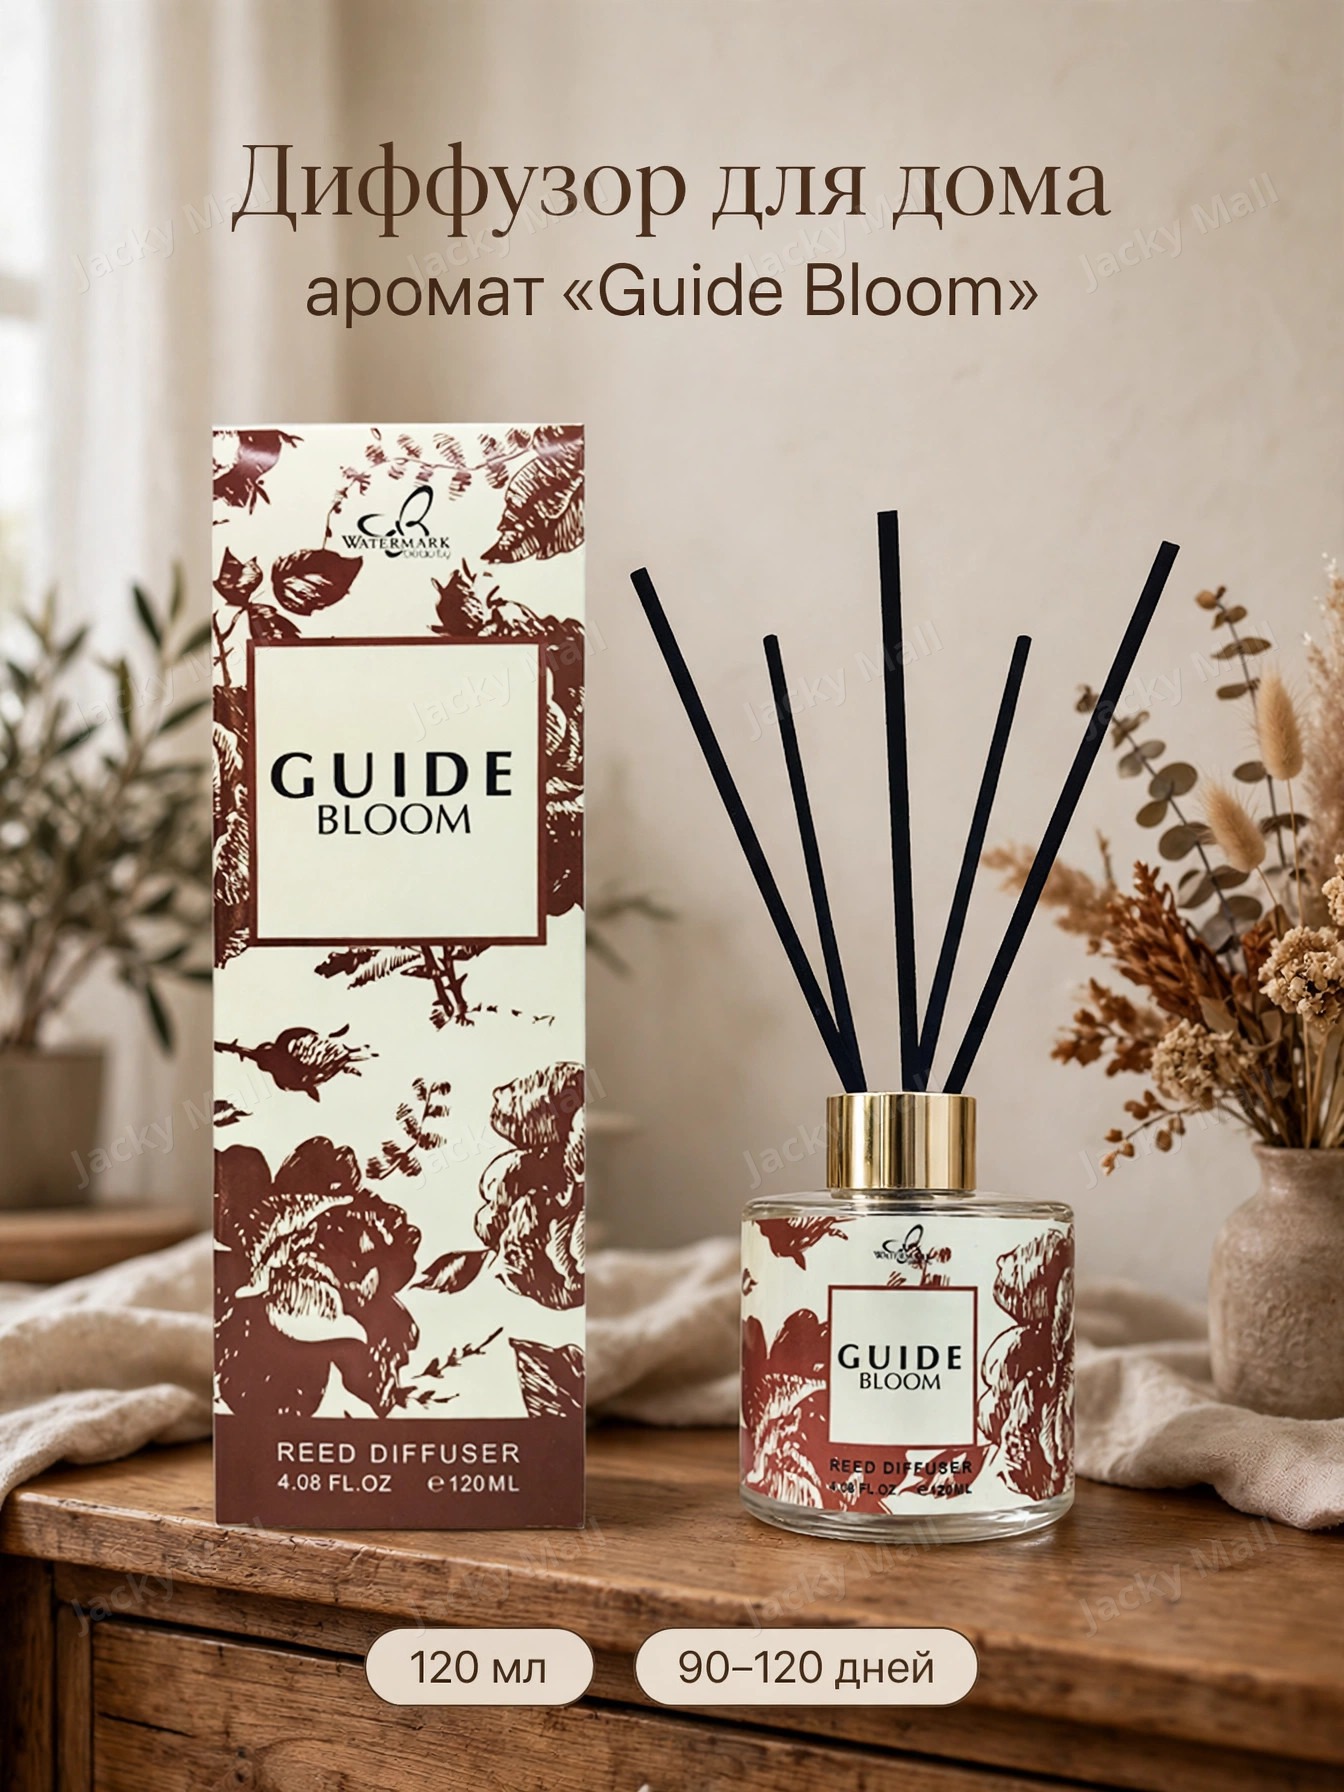 Диффузор для дома
аромат «Guide Bloom»
WATERMARK
beauty
GUIDE
BLOOM
REED DIFFUSER
4.08 FL.OZ ℮120ML
WATERMARK
GUIDE
BLOOM
REED DIFFUSER
4.08 FL.OZ ℮120ML
120 мл
90–120 дней
Jacky Mall